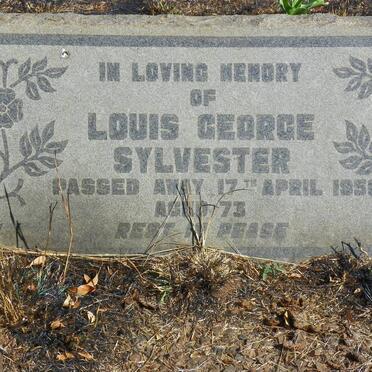 IN LOVING MEMORY
OF
LOUIS GEORGE
SYLVESTER
PASSED AWAY 17TH APRIL
AGED 73
REST PEACE